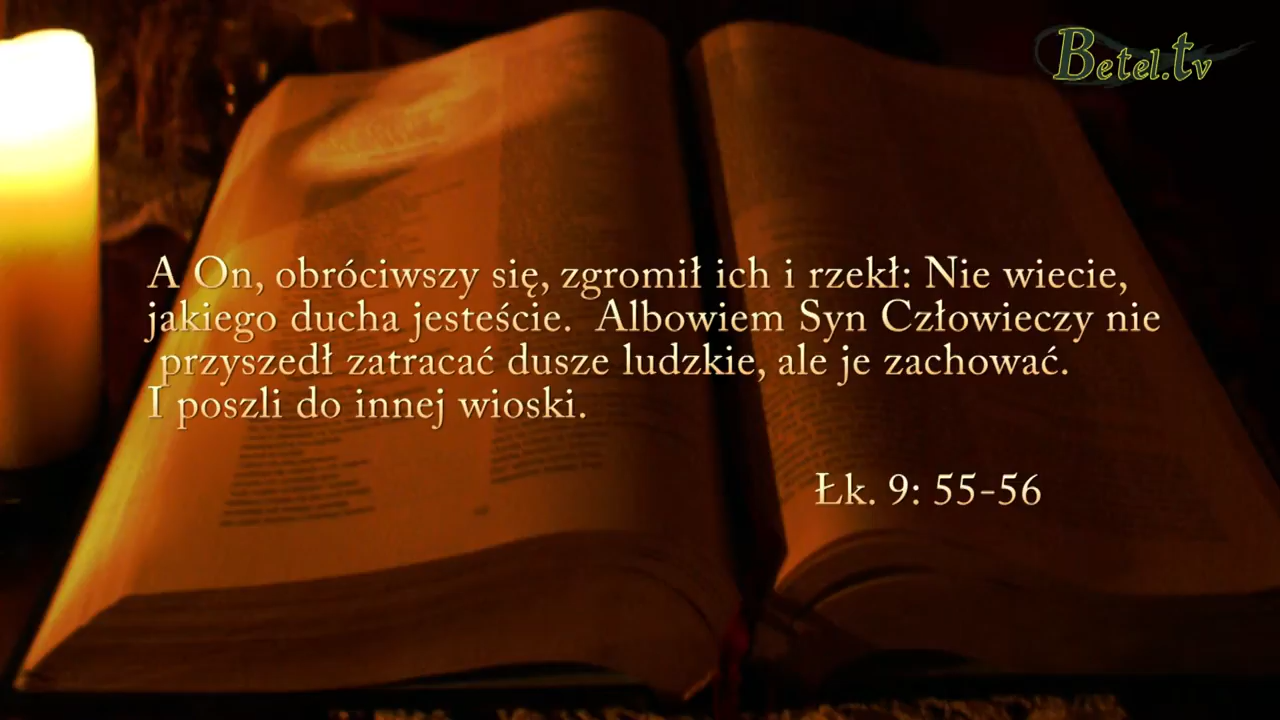 Betel.tv
A On, obróciwszy się, zgromił ich i rzekł: Nie wiecie,
jakiego ducha jesteście. Albowiem Syn Człowieczy nie
przyszedł zatracać dusze ludzkie, ale je zachować.
I poszli do innej wioski.
Łk. 9: 55-56